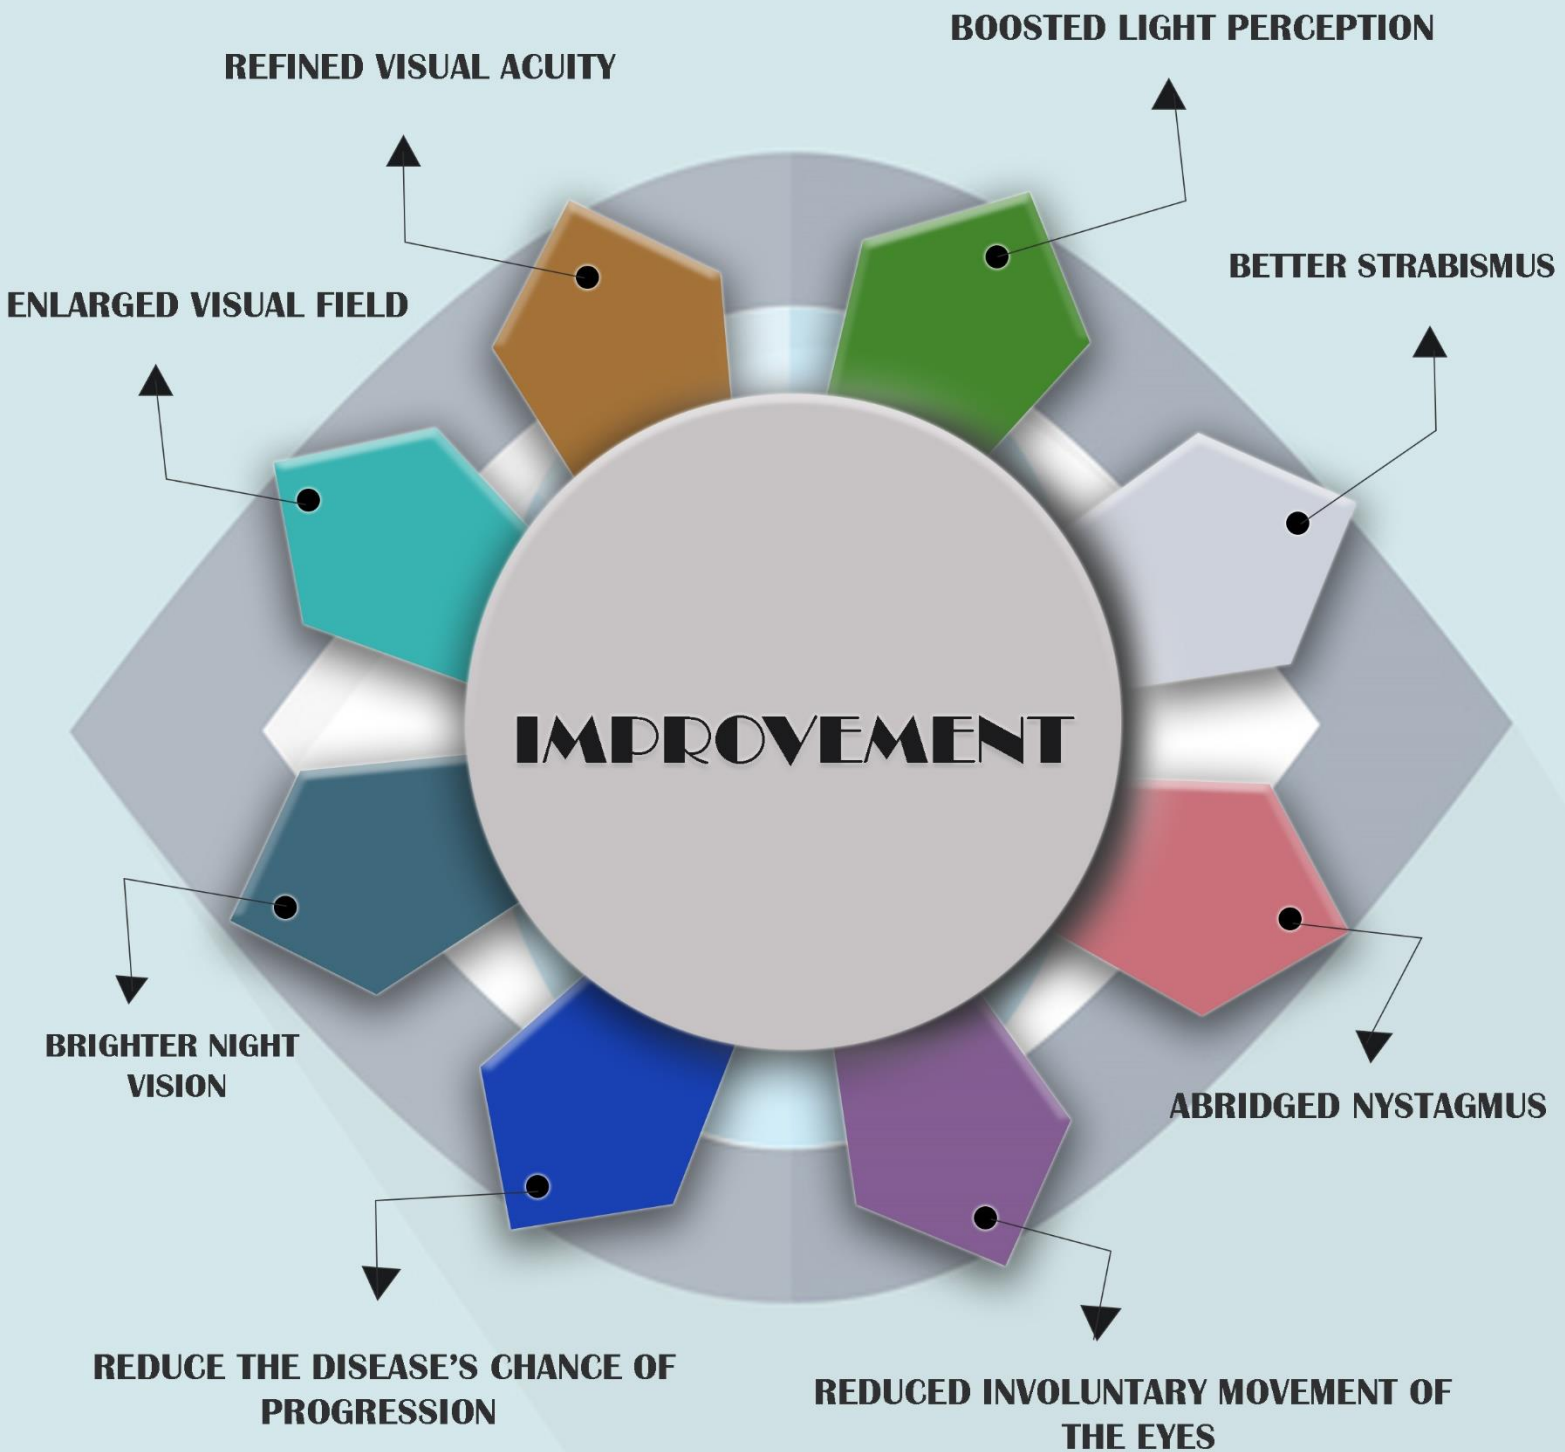 BOOSTED LIGHT PERCEPTION
REFINED VISUAL ACUITY
BETTER STRABISMUS
ENLARGED VISUAL FIELD
IMPROVEMENT
BRIGHTER NIGHT
VISION
ABRIDGED NYSTAGMUS
REDUCE THE DISEASE’S CHANCE OF
PROGRESSION
REDUCED INVOLUNTARY MOVEMENT OF
THE EYES